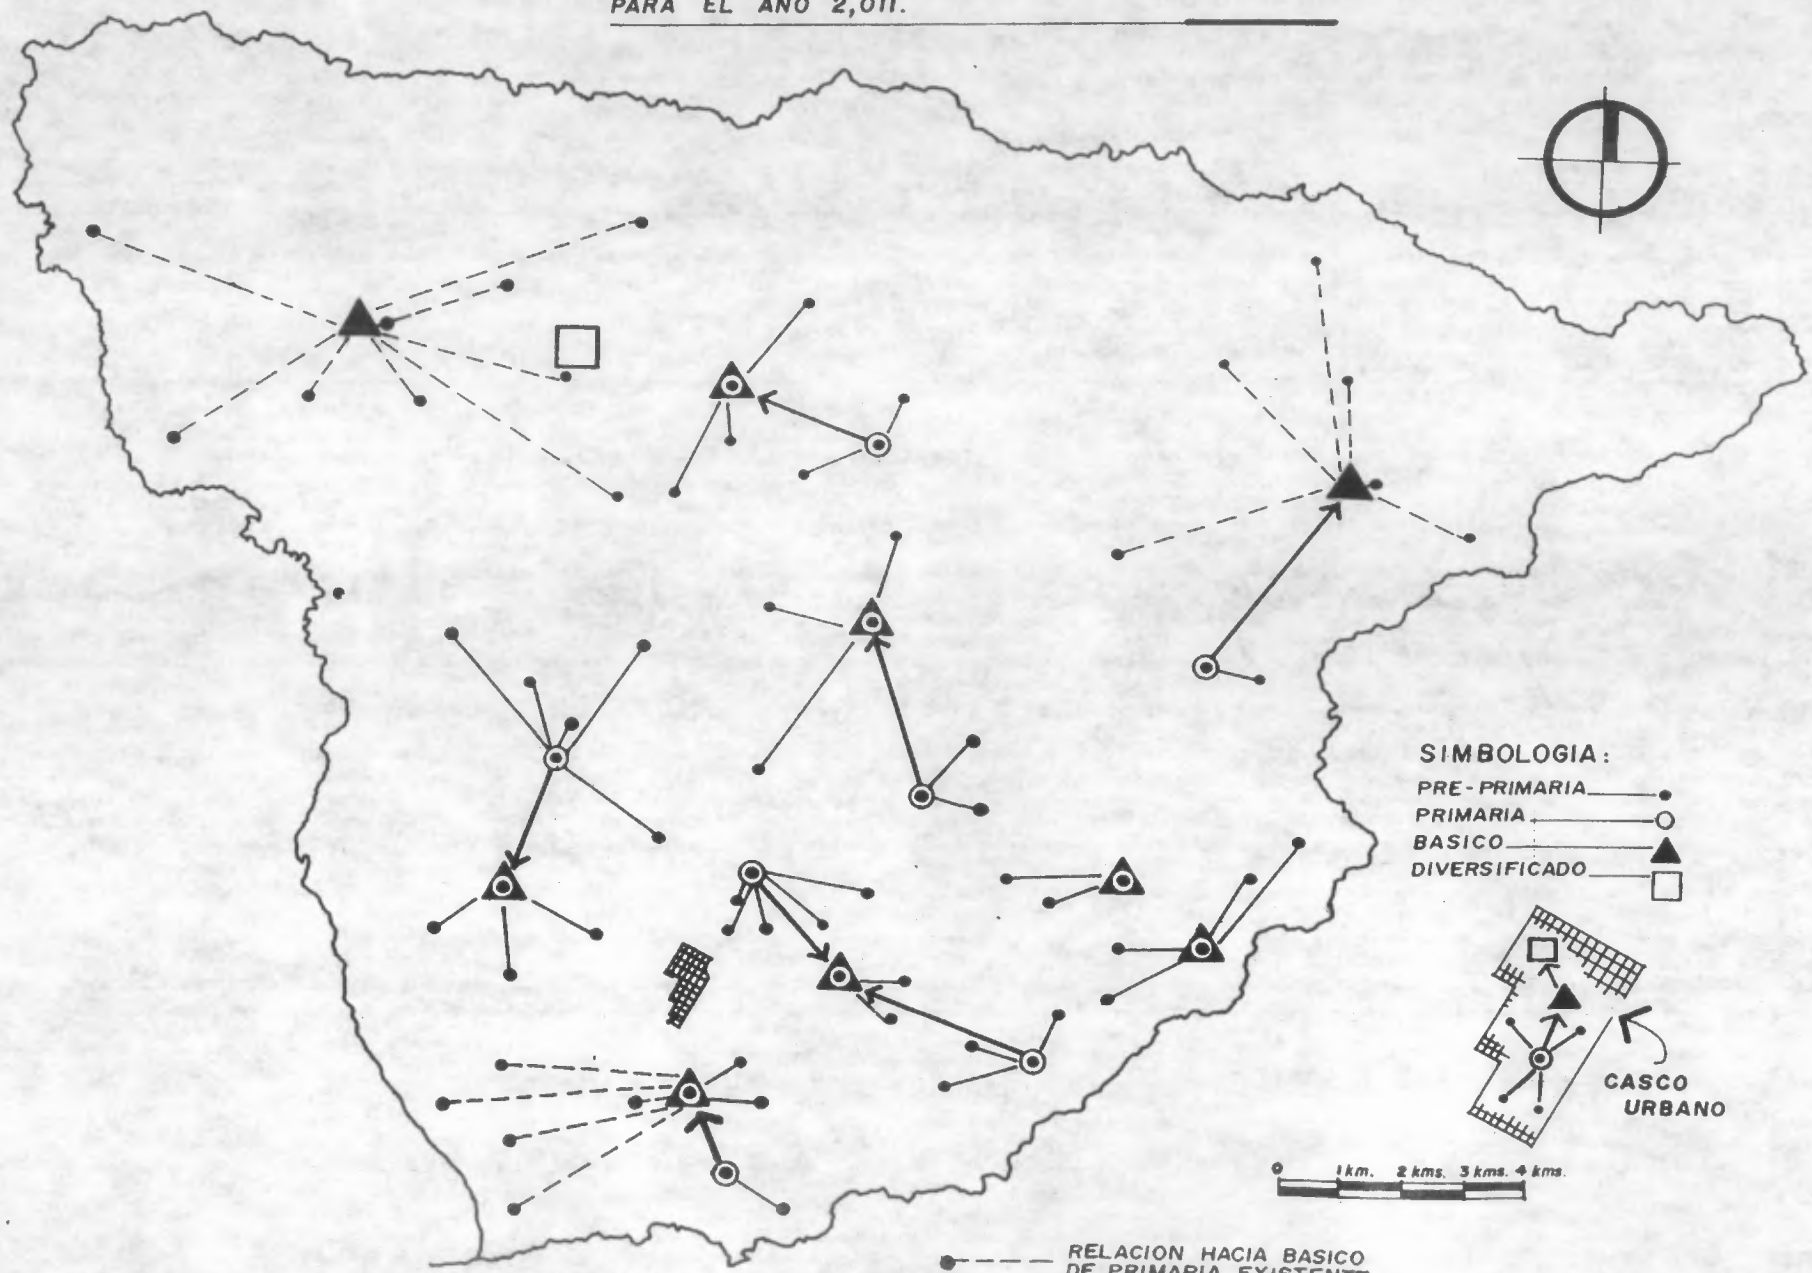 PARA EL AÑO 2,011.
SIMBOLOGIA:
PRE-PRIMARIA
PRIMARIA
BASICO
DIVERSIFICADO
CASCO
URBANO
0 1 km. 2 kms. 3 kms. 4 kms.
RELACION HACIA BASICO
DE PRIMARIA EXISTENTE